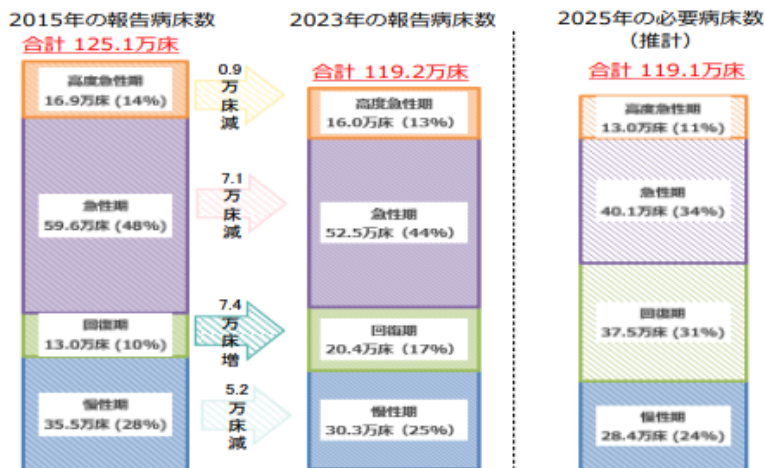 2015年の報告病床数
合計 125.1万床
高度急性期
16.9万床 (14%)
急性期
59.6万床 (48%)
回復期
13.0万床 (10%)
慢性期
35.5万床 (28%)
0.9
万
床
減
7.1
万
床
減
7.4
万
床
増
5.2
万
床
減
2023年の報告病床数
合計 119.2万床
高度急性期
16.0万床 (13%)
急性期
52.5万床 (44%)
回復期
20.4万床 (17%)
慢性期
30.3万床 (25%)
2025年の必要病床数
（推計）
合計 119.1万床
高度急性期
13.0万床 (11%)
急性期
40.1万床 (34%)
回復期
37.5万床 (31%)
慢性期
28.4万床 (24%)